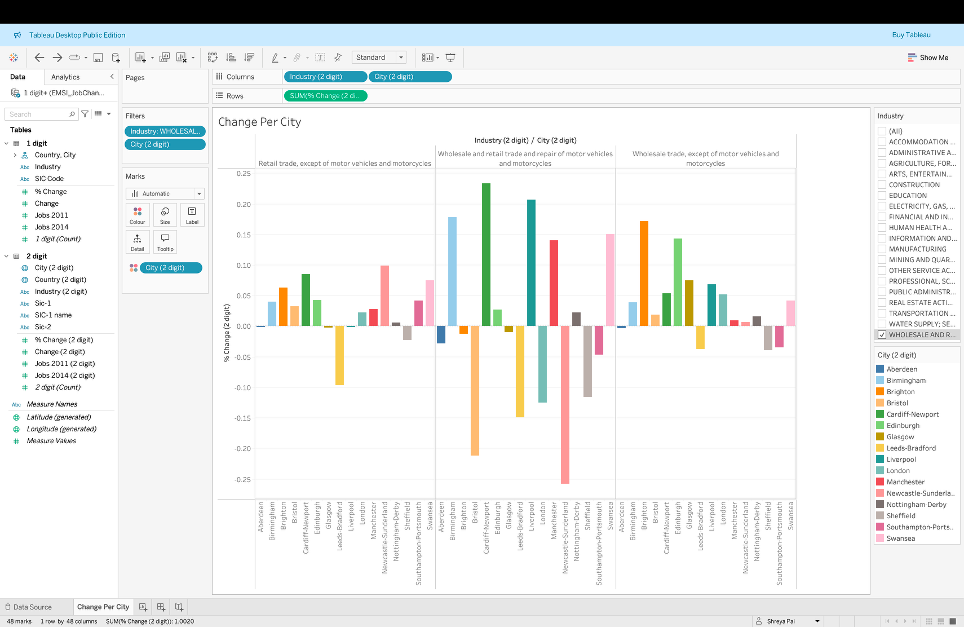 Tableau Desktop Public Edition
Buy Tableau
Standard
Show Me
Data
Analytics
1 digit+ (EMSI_JobChan...
Search
Tables
1 digit
Country, City
Industry
SIC Code
% Change
Change
Jobs 2011
Jobs 2014
1 digit (Count)
2 digit
City (2 digit)
Country (2 digit)
Industry (2 digit)
Sic-1
Sic-1 name
Sic-2
% Change (2 digit)
Change (2 digit)
Jobs 2011 (2 digit)
Jobs 2014 (2 digit)
2 digit (Count)
Measure Names
Latitude (generated)
Longitude (generated)
Measure Values
Pages
Filters
Industry: WHOLESAL..
City (2 digit)
Marks
Automatic
Colour
Size
Label
Detail
Tooltip
City (2 digit)
Columns
Industry (2 digit)
City (2 digit)
Rows
SUM(% Change (2 di..
Change Per City
Industry (2 digit) / City (2 digit)
Retail trade, except of motor vehicles and motorcycles
Wholesale and retail trade and repair of motor vehicles
and motorcycles
Wholesale trade, except of motor vehicles and
motorcycles
% Change (2 digit)
0.25
0.20
0.15
0.10
0.05
0.00
-0.05
-0.10
-0.15
-0.20
-0.25
Aberdeen
Birmingham
Brighton
Bristol
Cardiff-Newport
Edinburgh
Glasgow
Leeds-Bradford
Liverpool
London
Manchester
Newcastle-Sunderland
Nottingham-Derby
Sheffield
Southampton-Portsmouth
Swansea
Aberdeen
Birmingham
Brighton
Bristol
Cardiff-Newport
Edinburgh
Glasgow
Leeds-Bradford
Liverpool
London
Manchester
Newcastle-Sunderland
Nottingham-Derby
Sheffield
Southampton-Portsmouth
Swansea
Aberdeen
Birmingham
Brighton
Bristol
Cardiff-Newport
Edinburgh
Glasgow
Leeds-Bradford
Liverpool
London
Manchester
Newcastle-Sunderland
Nottingham-Derby
Sheffield
Southampton-Portsmouth
Swansea
Industry
(All)
ACCOMMODATION ...
ADMINISTRATIVE A...
AGRICULTURE, FOR...
ARTS, ENTERTAIN...
CONSTRUCTION
EDUCATION
ELECTRICITY, GAS, ...
FINANCIAL AND IN...
HUMAN HEALTH A...
INFORMATION AND...
MANUFACTURING
MINING AND QUAR...
OTHER SERVICE AC...
PROFESSIONAL, SC...
PUBLIC ADMINISTR...
REAL ESTATE ACTI...
TRANSPORTATION ...
WATER SUPPLY; SE...
WHOLESALE AND R...
City (2 digit)
Aberdeen
Birmingham
Brighton
Bristol
Cardiff-Newport
Edinburgh
Glasgow
Leeds-Bradford
Liverpool
London
Manchester
Newcastle-Sunderla..
Nottingham-Derby
Sheffield
Southampton-Ports..
Swansea
Data Source
Change Per City
48 marks
1 row by 48 columns
SUM(% Change (2 digit)): 1.0020
Shreya Pal